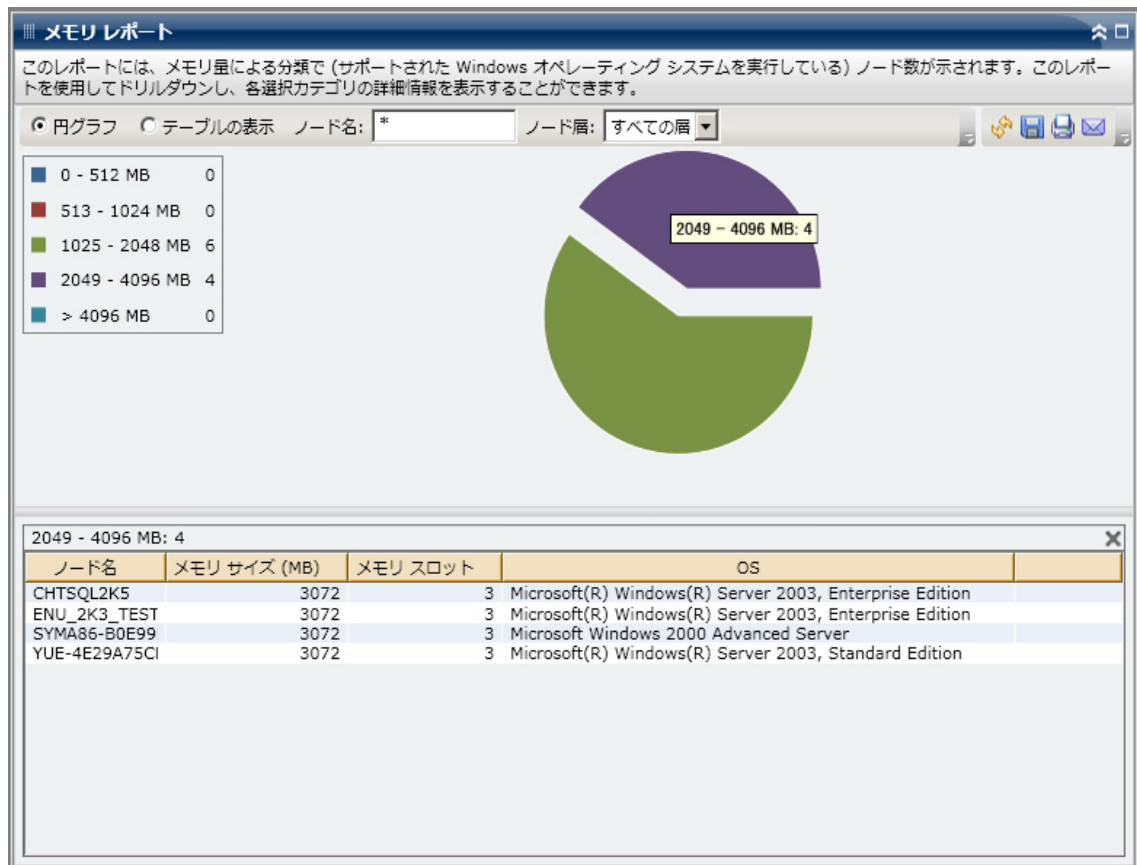 メモリ レポート
このレポートには、メモリ量による分類で (サポートされた Windows オペレーティング システムを実行している) ノード数が示されます。このレポー
トを使用してドリルダウンし、各選択カテゴリの詳細情報を表示することができます。
円グラフ テーブルの表示 ノード名: * ノード層: すべての層
0 - 512 MB 0
513 - 1024 MB 0
1025 - 2048 MB 6
2049 - 4096 MB 4
> 4096 MB 0
2049 - 4096 MB: 4
2049 - 4096 MB: 4
ノード名 メモリ サイズ (MB) メモリ スロット OS
CHTSQL2K5 3072 3 Microsoft(R) Windows(R) Server 2003, Enterprise Edition
ENU_2K3_TEST 3072 3 Microsoft(R) Windows(R) Server 2003, Enterprise Edition
SYMA86-B0E99 3072 3 Microsoft Windows 2000 Advanced Server
YUE-4E29A75C 3072 3 Microsoft(R) Windows(R) Server 2003, Standard Edition